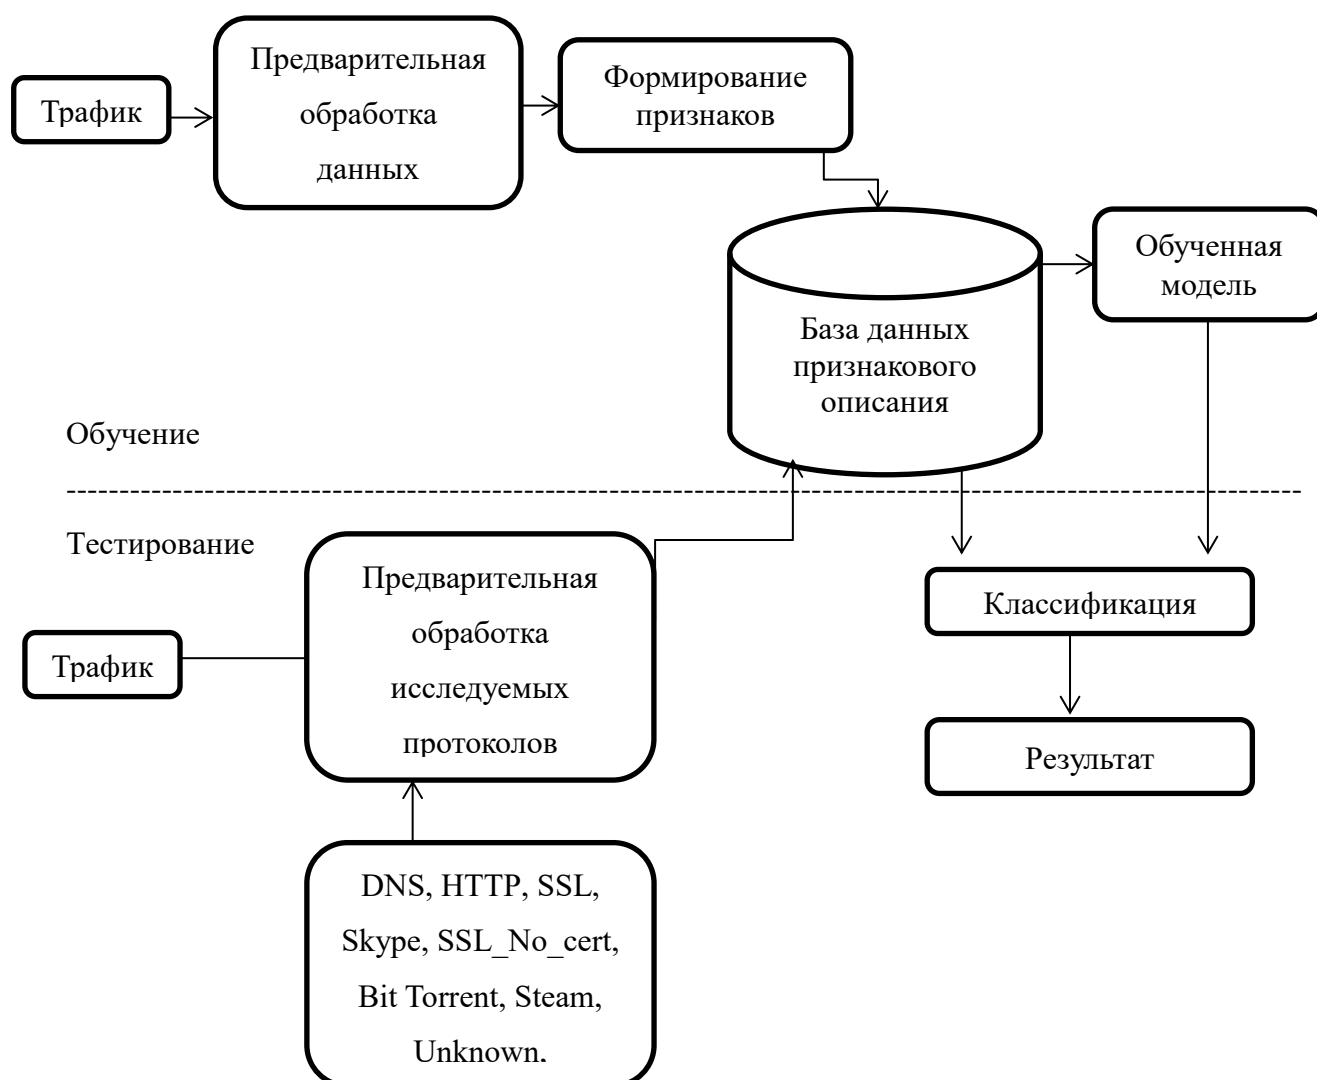 Трафик
Предварительная
обработка
данных
Формирование
признаков
Обученная
модель
База данных
признакового
описания
Обучение
Тестирование
Трафик
Предварительная
обработка
исследуемых
протоколов
Классификация
Результат
DNS, HTTP, SSL,
Skype, SSL_No_cert,
Bit Torrent, Steam,
Unknown.